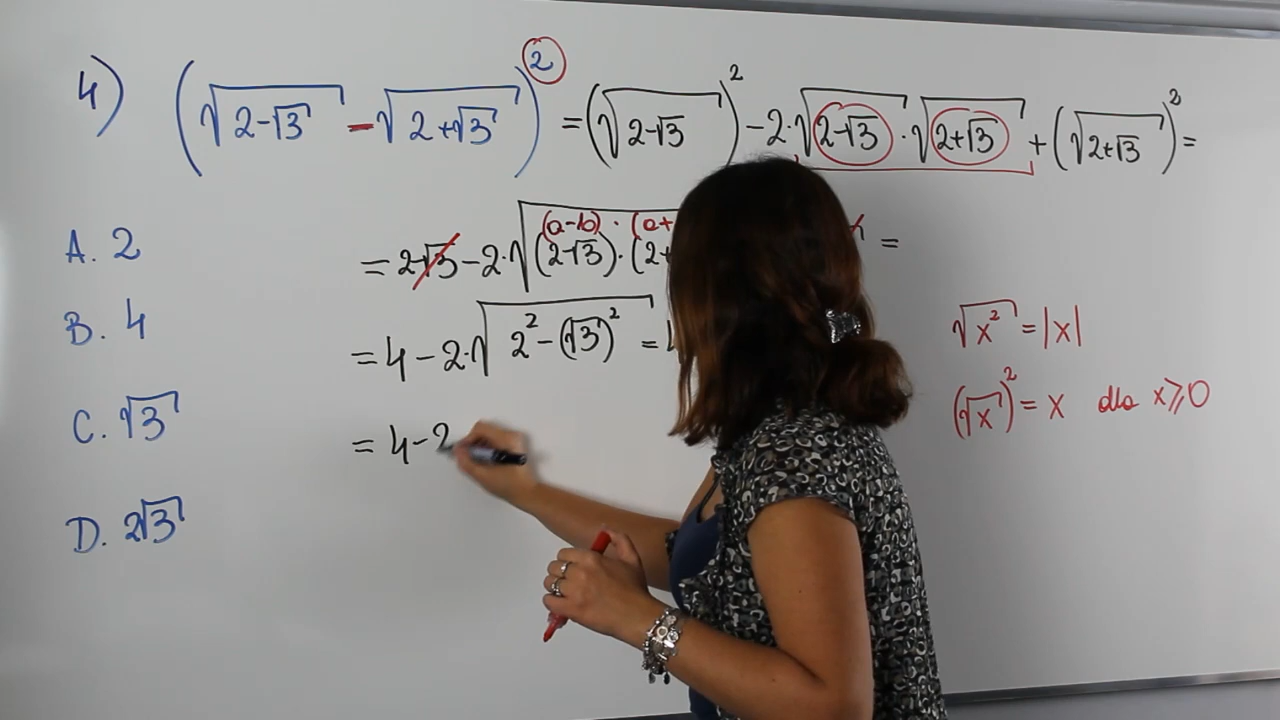 4) (√(2-√3) - √(2+√3))² = (√(2-√3))² - 2·√(2-√3)·√(2+√3) + (√(2+√3))² =
A. 2
(a-b)·(a+
= 2-√3 - 2·√((2-√3)·(2+ =
B. 4
= 4 - 2·√(2² - (√3)²) = 4
√x² = |x|
C. √3
(√x)² = x dla x ≥ 0
= 4 - 2
D. 2√3